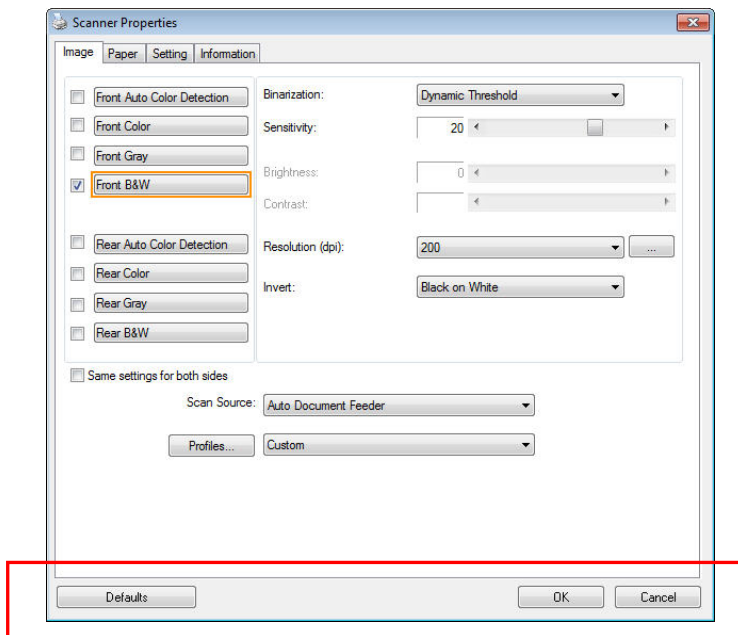 Scanner Properties
Image Paper Setting Information
Front Auto Color Detection
Front Color
Front Gray
Front B&W
Rear Auto Color Detection
Rear Color
Rear Gray
Rear B&W
Binarization: Dynamic Threshold
Sensitivity: 20
Brightness: 0
Contrast:
Resolution (dpi): 200 ...
Invert: Black on White
Same settings for both sides
Scan Source: Auto Document Feeder
Profiles... Custom
Defaults OK Cancel